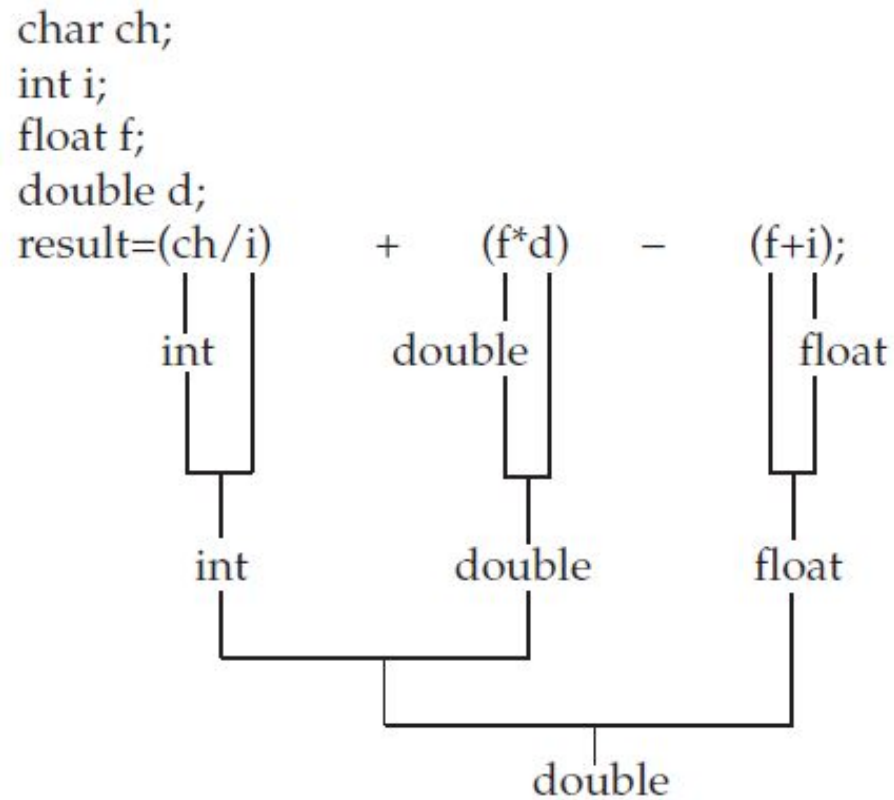 char ch;
int i;
float f;
double d;
result=(ch/i) + (f*d) – (f+i);
int double float
int double float
double